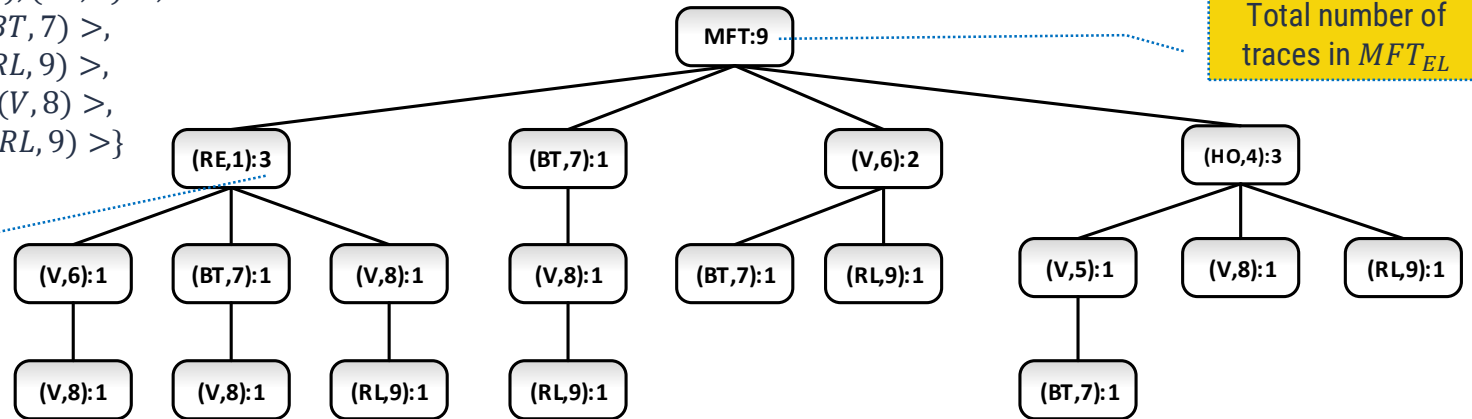 BT, 7) >,
RL, 9) >,
(V, 8) >,
RL, 9) >}
Total number of
traces in MFT_EL
MFT:9
(RE,1):3
(BT,7):1
(V,6):2
(HO,4):3
(V,6):1
(BT,7):1
(V,8):1
(V,8):1
(BT,7):1
(RL,9):1
(V,5):1
(V,8):1
(RL,9):1
(V,8):1
(V,8):1
(RL,9):1
(RL,9):1
(BT,7):1